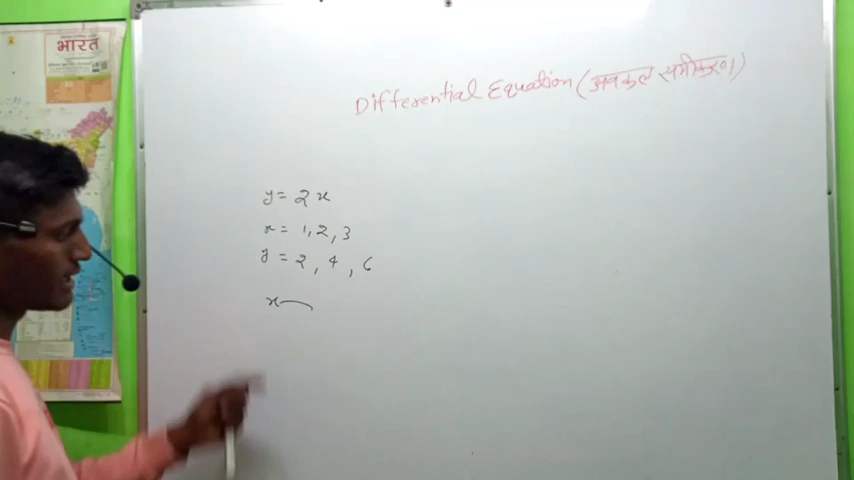 भारत
Differential Equation (अवकल समीकरण)
y = 2x
x = 1, 2, 3
y = 2, 4, 6
x